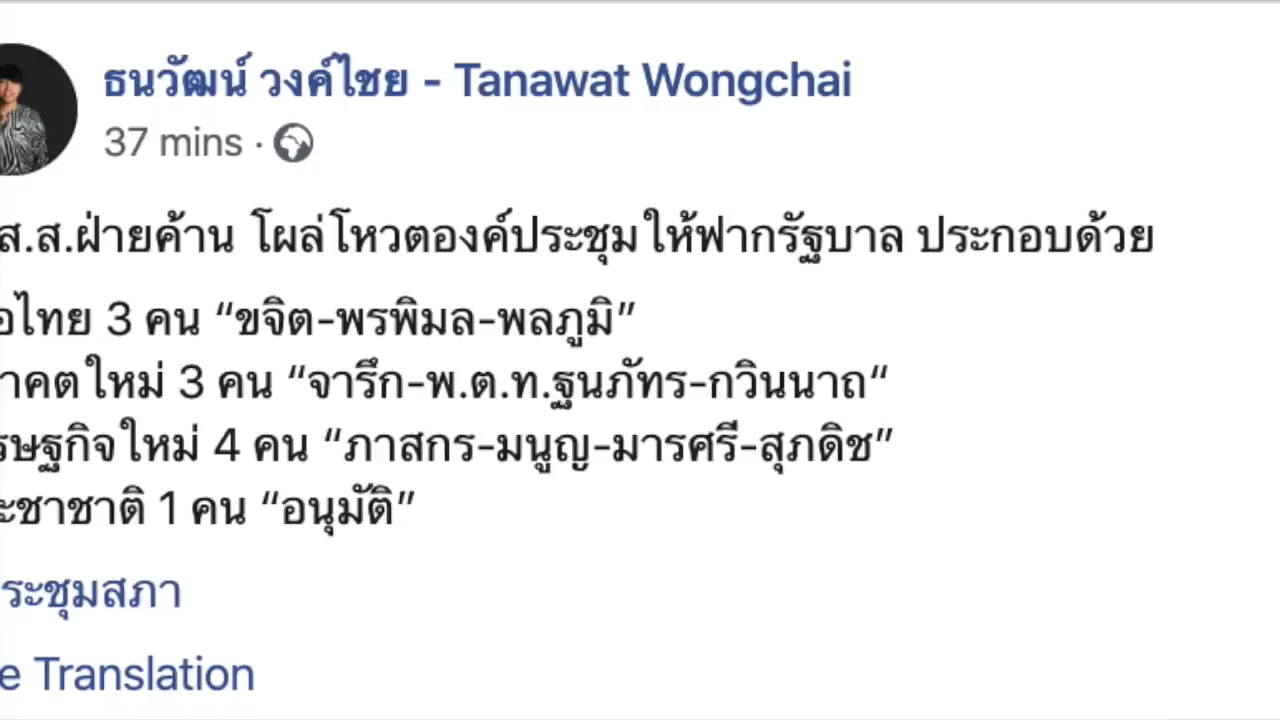 ธนวัฒน์ วงค์ไชย - Tanawat Wongchai
37 mins ·
ส.ส.ฝ่ายค้าน โผล่โหวตองค์ประชุมให้ฟากรัฐบาล ประกอบด้วย
อไทย 3 คน “ขจิต-พรพิมล-พลภูมิ”
าคตใหม่ 3 คน “จารึก-พ.ต.ท.ฐนภัทร-กวินนาถ“
รษฐกิจใหม่ 4 คน “ภาสกร-มนูญ-มารศรี-สุภดิช”
ะชาชาติ 1 คน “อนุมัติ”
ระชุมสภา
e Translation